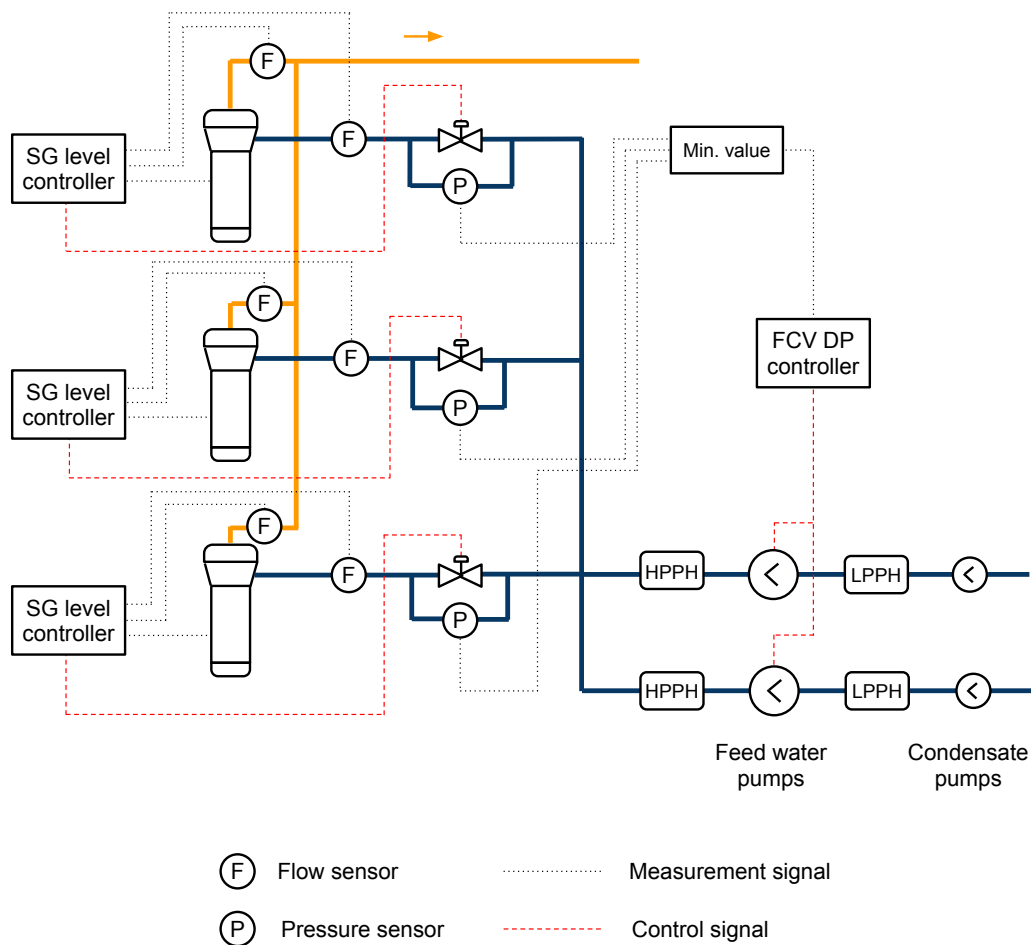 F
F
SG level
controller
Min. value
P
F
FCV DP
controller
F
SG level
controller
P
F
F
HPPH
LPPH
SG level
controller
P
HPPH
LPPH
Feed water
pumps
Condensate
pumps
F Flow sensor
Measurement signal
P Pressure sensor
Control signal